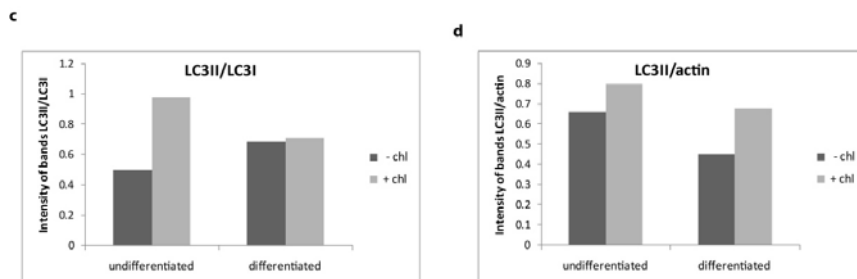 c
LC3II/LC3I
Intensity of bands LC3II/LC3I
1.2
1
0.8
0.6
0.4
0.2
0
undifferentiated
differentiated
- chl
+ chl
d
LC3II/actin
Intensity of bands LC3II/actin
0.9
0.8
0.7
0.6
0.5
0.4
0.3
0.2
0.1
0
undifferentiated
differentiated
- chl
+ chl